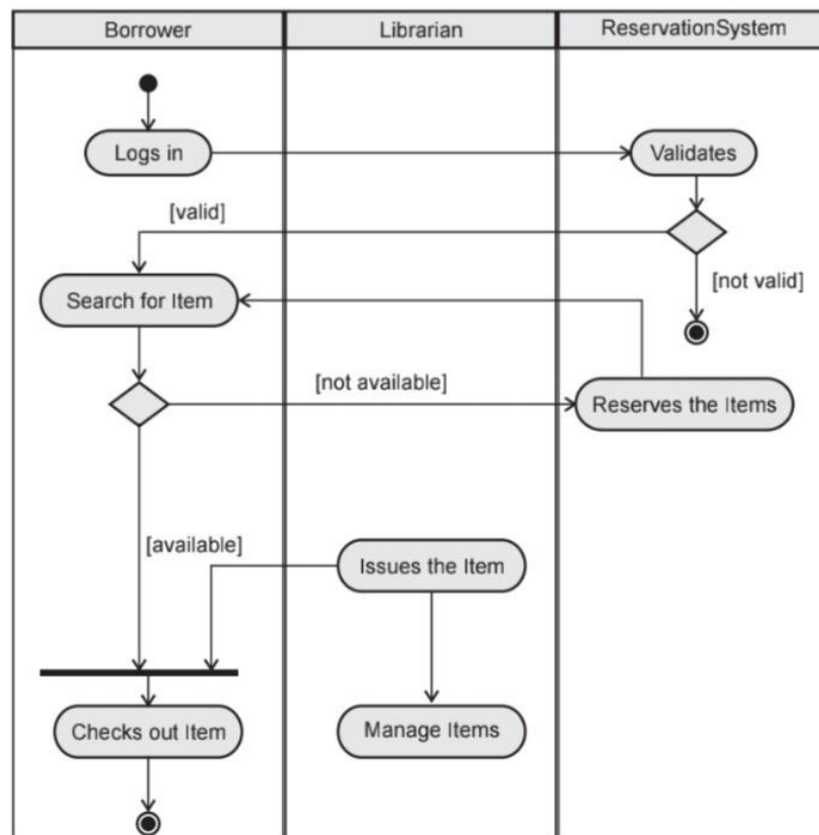 Borrower
Librarian
ReservationSystem
Logs in
Validates
[valid]
[not valid]
Search for Item
[not available]
Reserves the Items
[available]
Issues the Item
Checks out Item
Manage Items